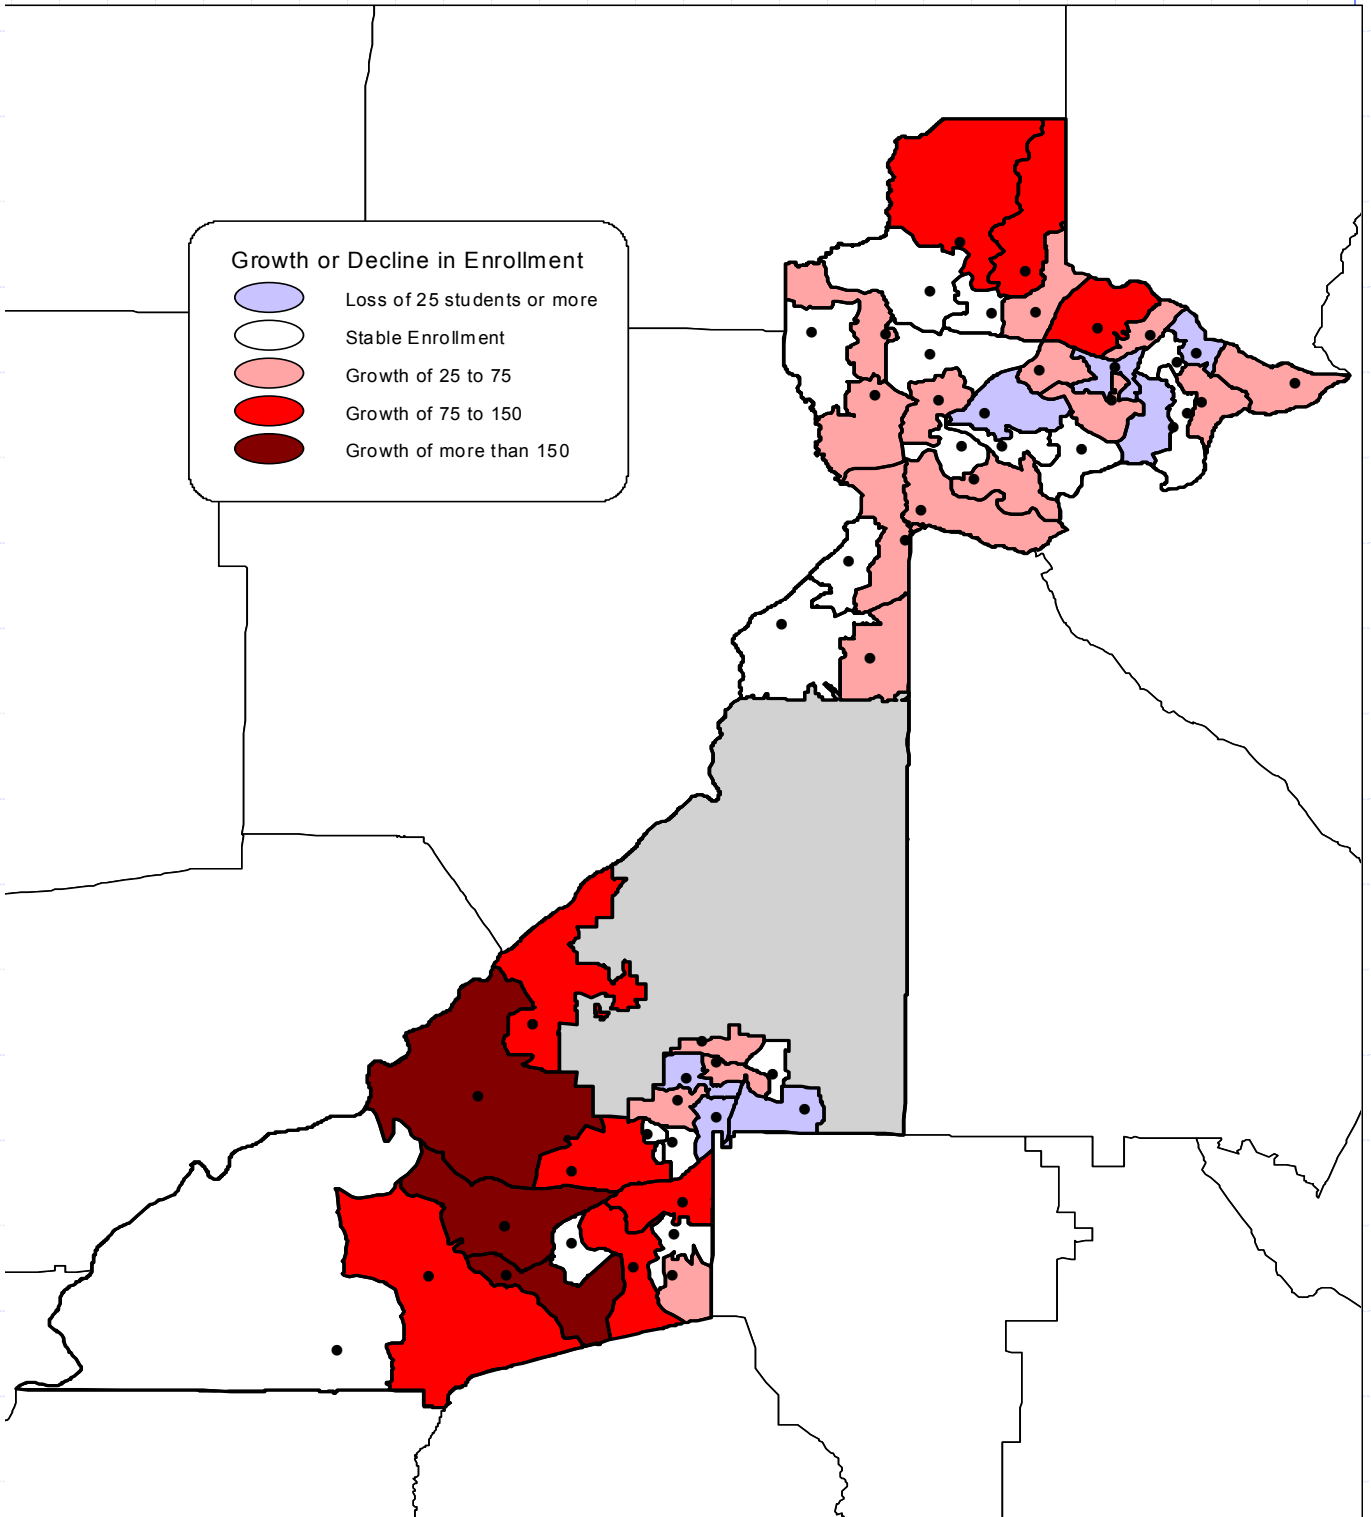 Growth or Decline in Enrollment
Loss of 25 students or more
Stable Enrollment
Growth of 25 to 75
Growth of 75 to 150
Growth of more than 150